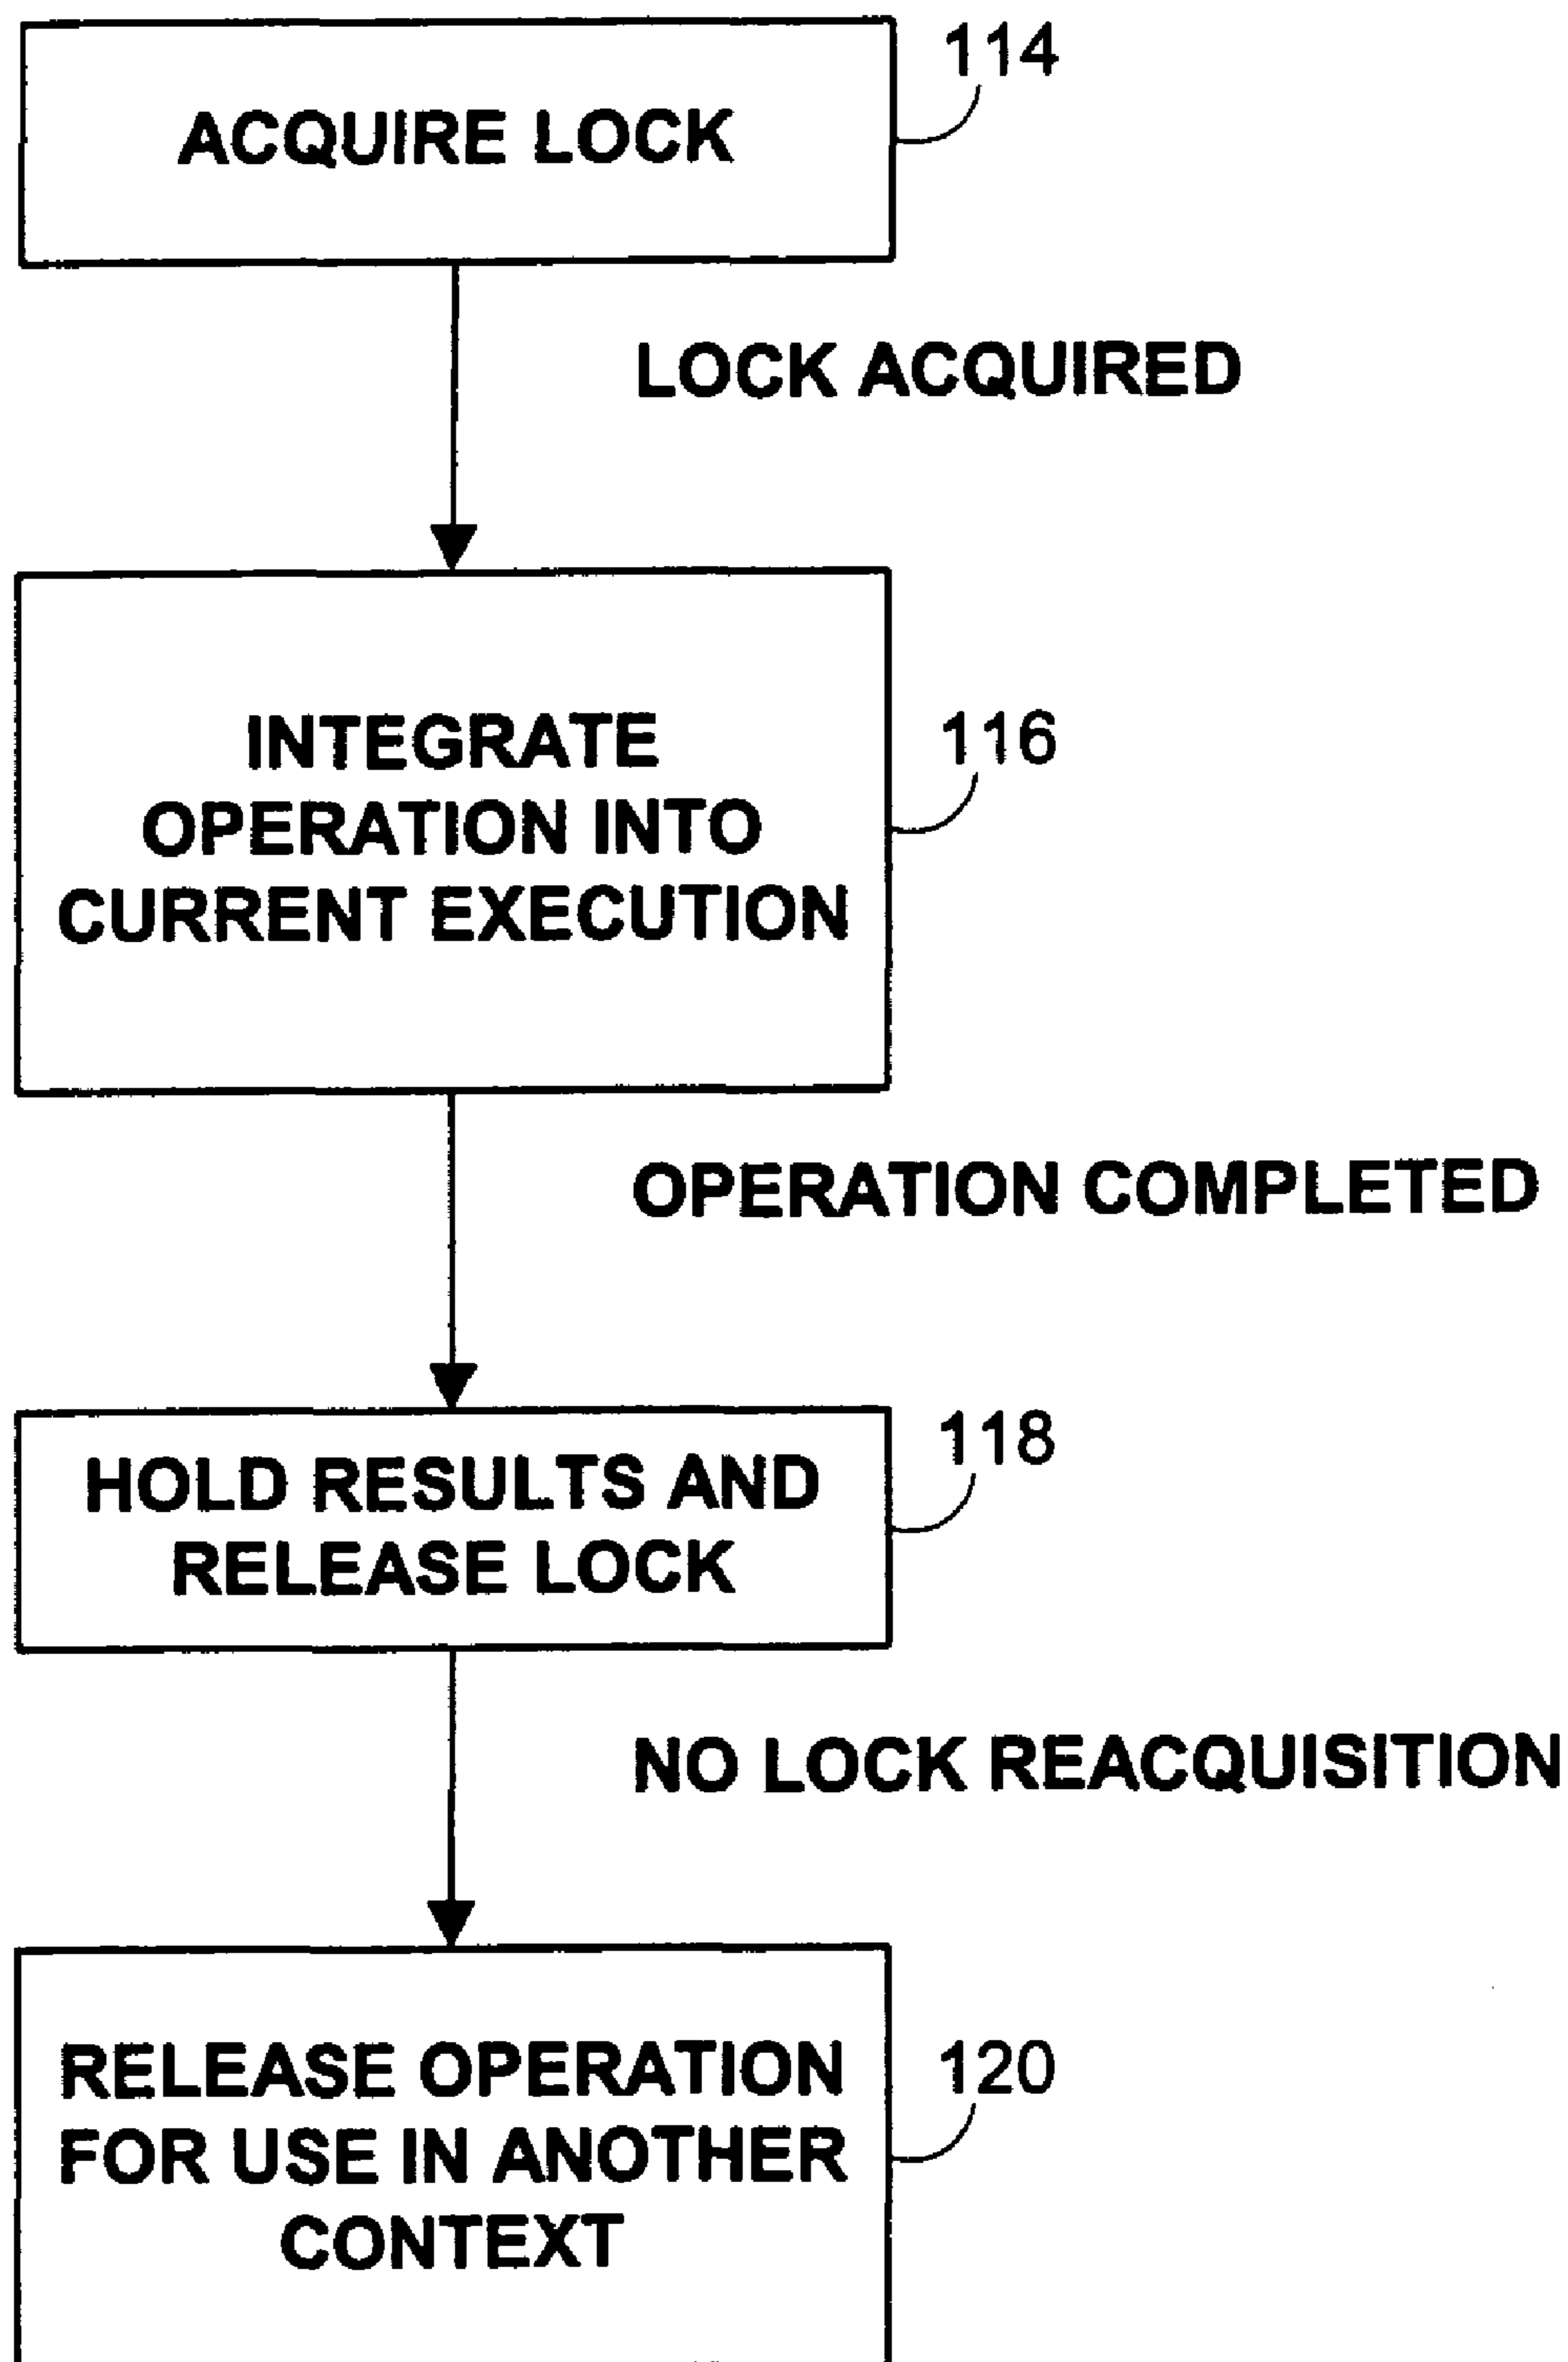 114
ACQUIRE LOCK
LOCK ACQUIRED
INTEGRATE
OPERATION INTO
CURRENT EXECUTION
116
OPERATION COMPLETED
118
HOLD RESULTS AND
RELEASE LOCK
NO LOCK REACQUISITION
120
RELEASE OPERATION
FOR USE IN ANOTHER
CONTEXT